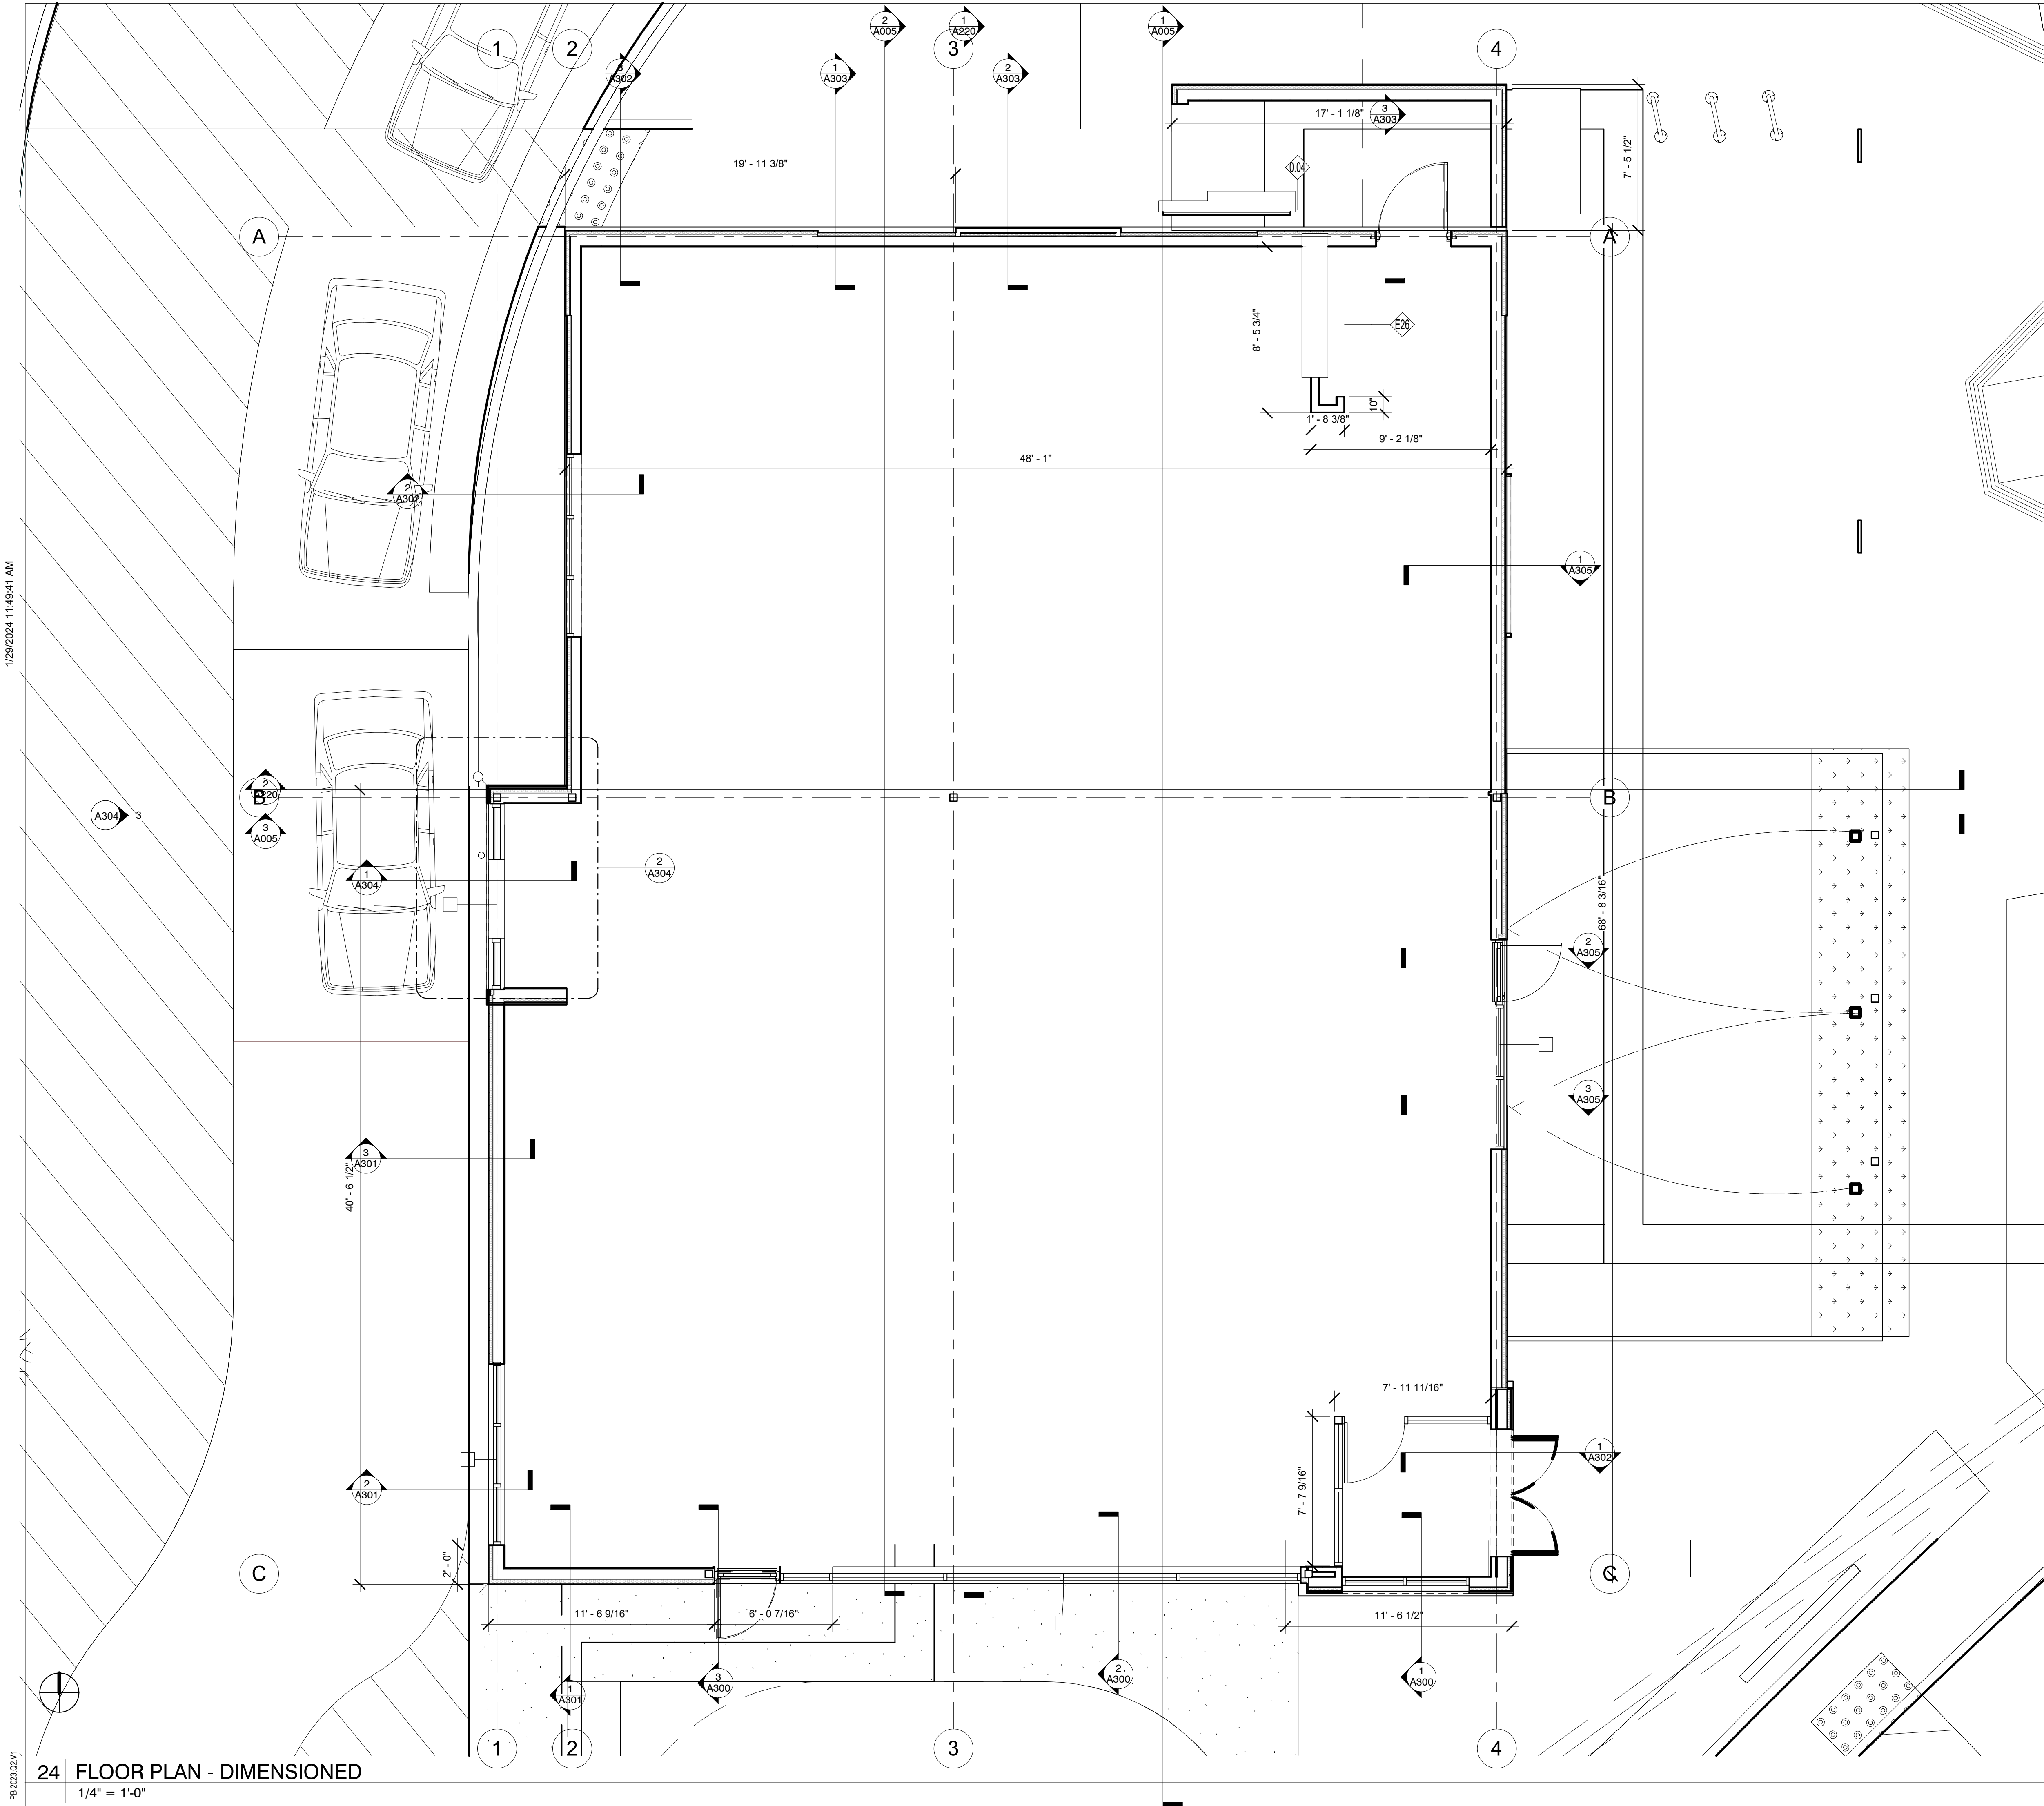 2
A005
1
A220
1
A005
1
2
3
4
3
A302
1
A303
2
A303
3
A303
17' - 1 1/8"
7' - 5 1/2"
19' - 11 3/8"
D.04
A
A
8' - 5 3/4"
E26
10"
1' - 8 3/8"
9' - 2 1/8"
48' - 1"
2
A302
1
A305
1/29/2024 11:49:41 AM
2
A220
B
B
A304
3
3
A005
1
A304
2
A304
68' - 8 3/16"
2
A305
3
A305
3
A301
40' - 6 1/2"
7' - 11 11/16"
1
A302
2
A301
7' - 7 9/16"
2' - 0"
C
C
11' - 6 9/16"
6' - 0 7/16"
11' - 6 1/2"
1
A301
3
A300
2
A300
1
A300
1
2
3
4
PB 2023.Q2.V1
24 FLOOR PLAN - DIMENSIONED
1/4" = 1'-0"